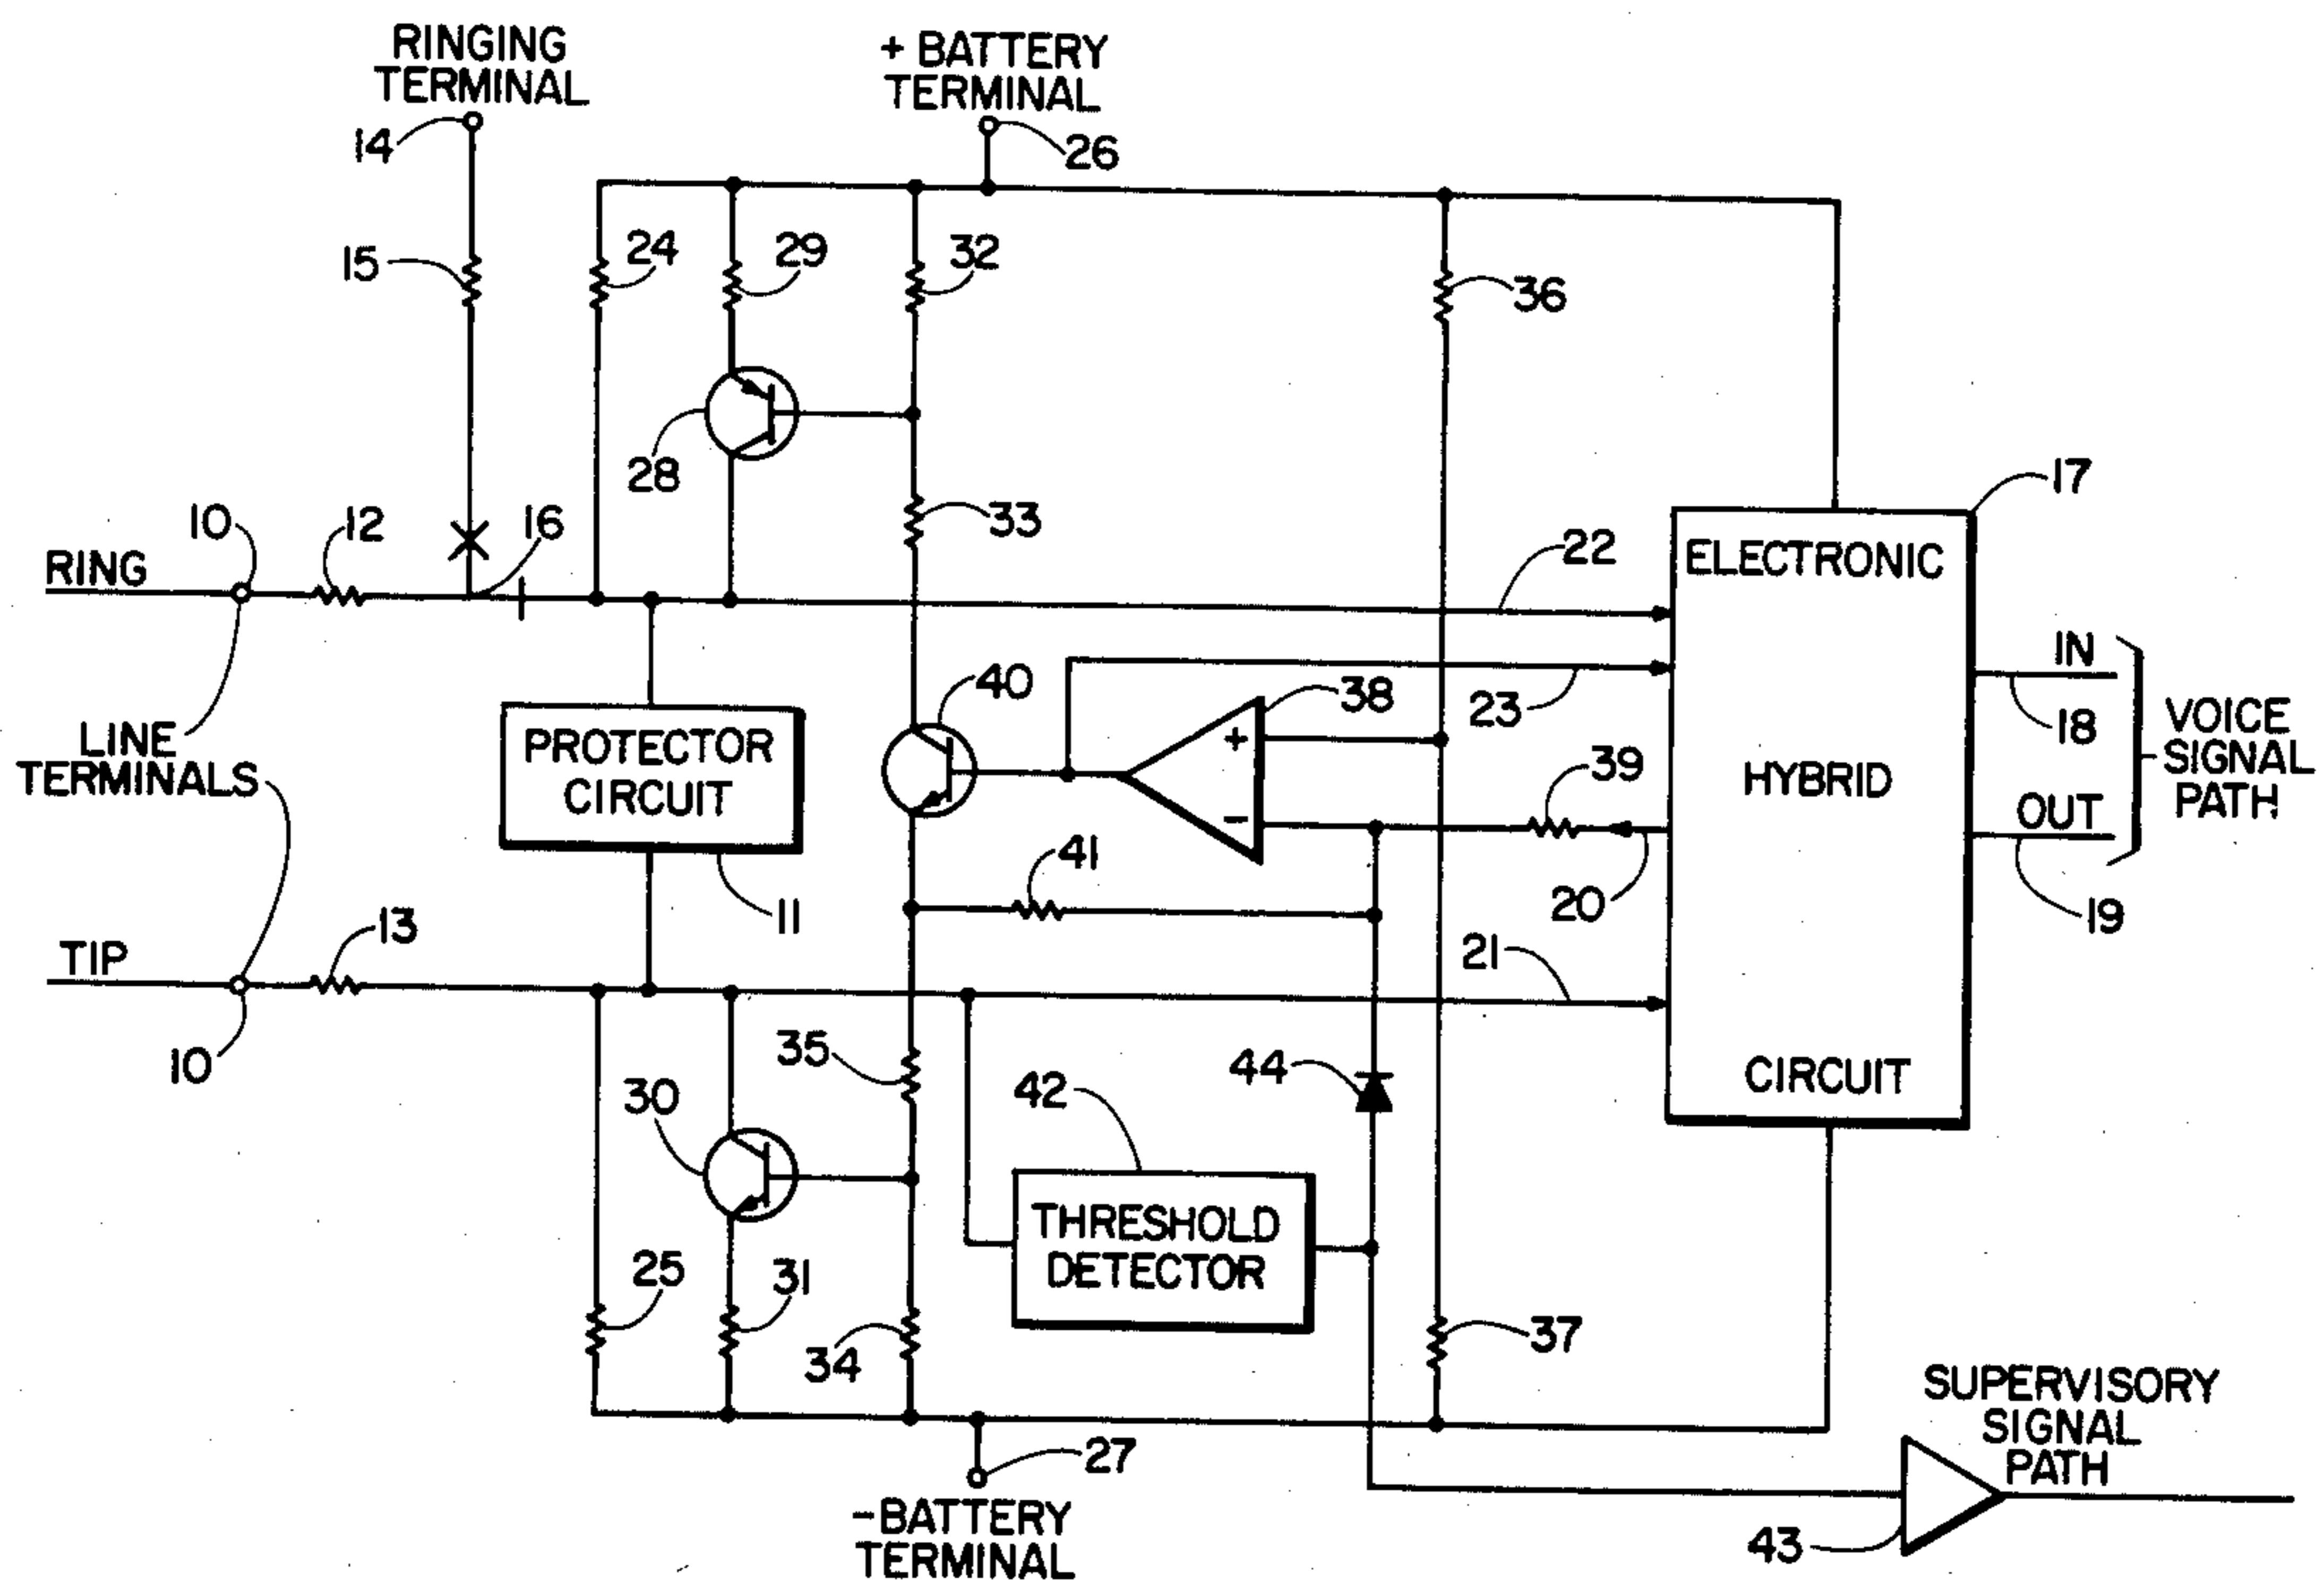 RINGING
TERMINAL
14
+ BATTERY
TERMINAL
26
15
24
29
32
36
28
33
17
10
12
16
RING
22
ELECTRONIC
HYBRID
CIRCUIT
IN
18
OUT
19
VOICE
SIGNAL
PATH
40
38
+
-
23
39
20
LINE
TERMINALS
PROTECTOR
CIRCUIT
11
41
21
TIP
13
10
35
30
42
44
THRESHOLD
DETECTOR
25
31
34
37
27
-BATTERY
TERMINAL
SUPERVISORY
SIGNAL
PATH
43